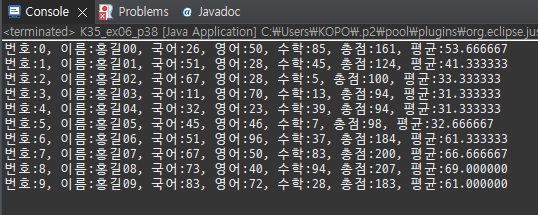 Console Problems Javadoc
<terminated> K35_ex06_p38 [Java Application] C:₩Users₩KOPO₩.p2₩pool₩plugins₩org.eclipse.jus
번호:0, 이름:홍길00, 국어:26, 영어:50, 수학:85, 총점:161, 평균:53.666667
번호:1, 이름:홍길01, 국어:51, 영어:28, 수학:45, 총점:124, 평균:41.333333
번호:2, 이름:홍길02, 국어:67, 영어:28, 수학:5, 총점:100, 평균:33.333333
번호:3, 이름:홍길03, 국어:11, 영어:70, 수학:13, 총점:94, 평균:31.333333
번호:4, 이름:홍길04, 국어:32, 영어:23, 수학:39, 총점:94, 평균:31.333333
번호:5, 이름:홍길05, 국어:45, 영어:46, 수학:7, 총점:98, 평균:32.666667
번호:6, 이름:홍길06, 국어:51, 영어:96, 수학:37, 총점:184, 평균:61.333333
번호:7, 이름:홍길07, 국어:67, 영어:50, 수학:83, 총점:200, 평균:66.666667
번호:8, 이름:홍길08, 국어:73, 영어:40, 수학:94, 총점:207, 평균:69.000000
번호:9, 이름:홍길09, 국어:83, 영어:72, 수학:28, 총점:183, 평균:61.000000